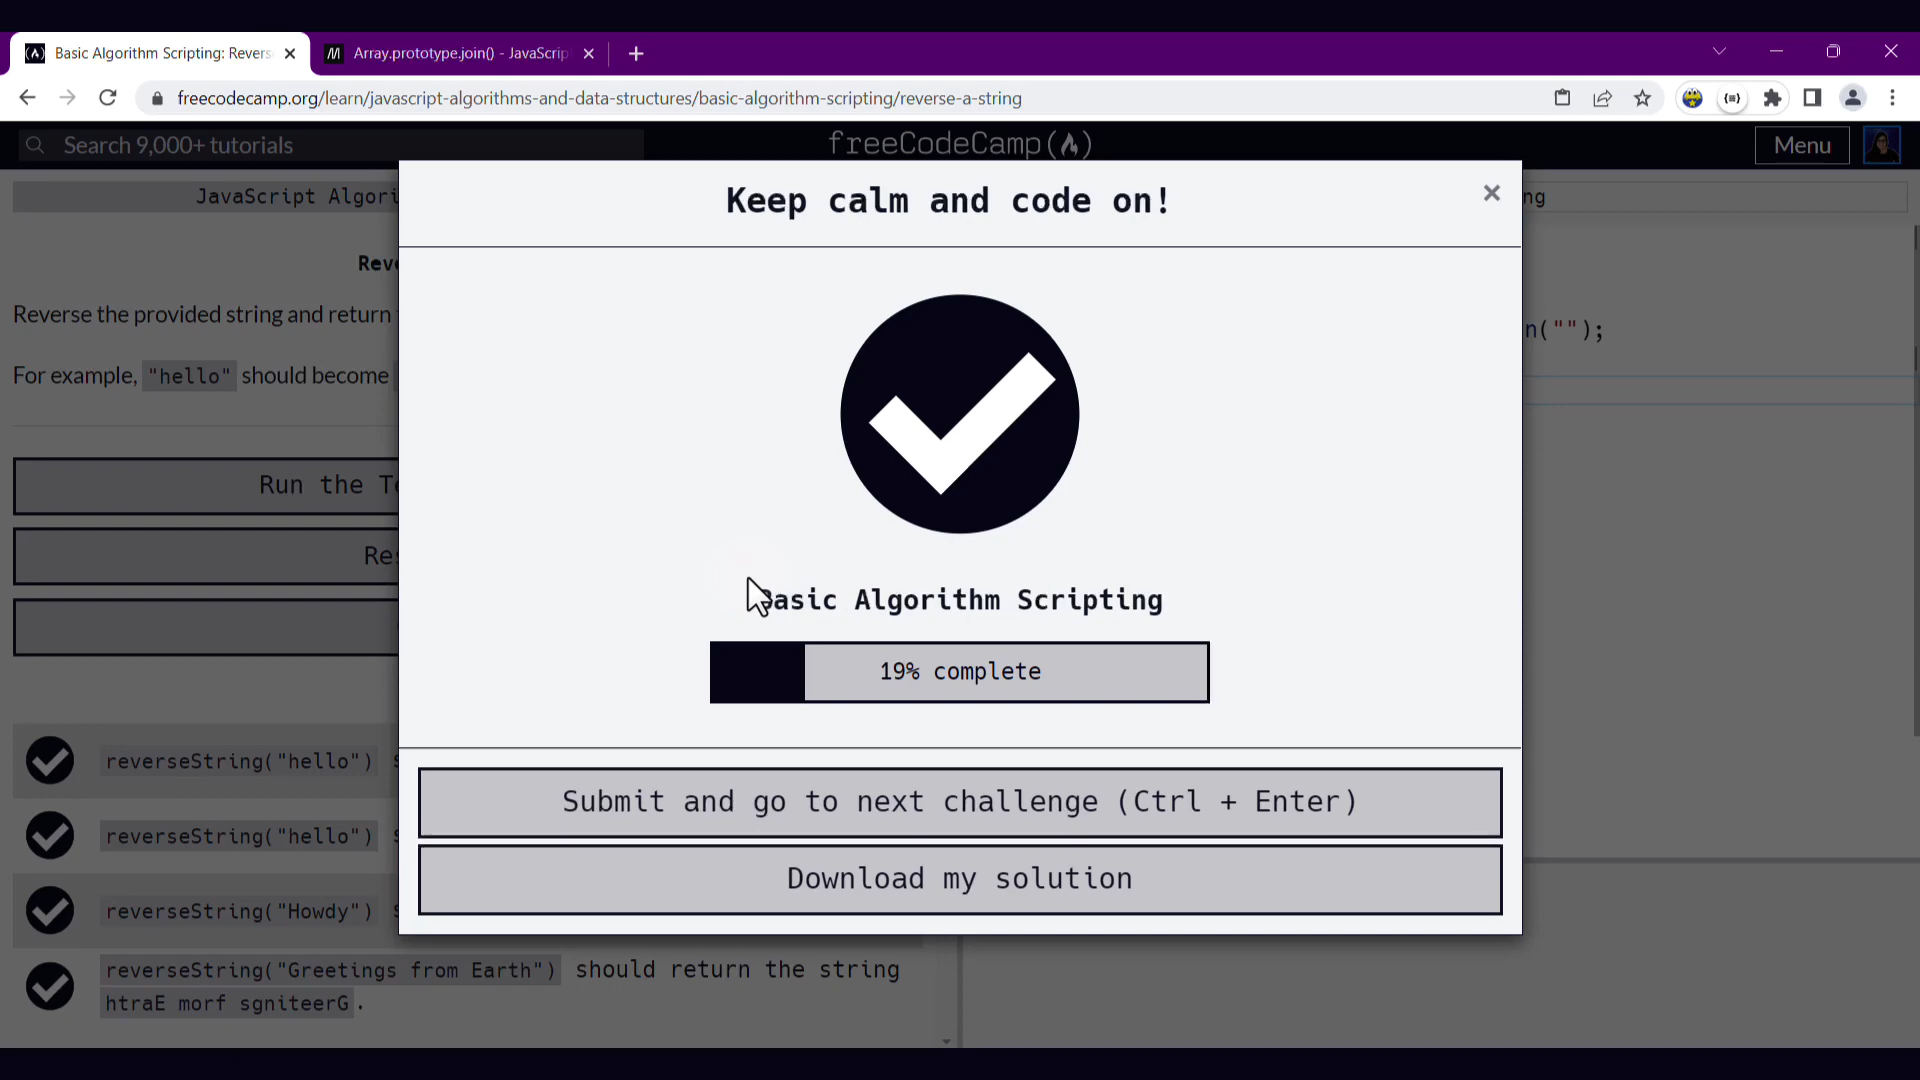 Basic Algorithm Scripting: Revers
Array.prototype.join() - JavaScrip
freecodecamp.org/learn/javascript-algorithms-and-data-structures/basic-algorithm-scripting/reverse-a-string
Search 9,000+ tutorials
freeCodeCamp
Menu
JavaScript Algori
ng
Keep calm and code on!
Reve
Reverse the provided string and return
n("");
For example, "hello" should become
Run the Te
Res
Basic Algorithm Scripting
19% complete
reverseString("hello") s
Submit and go to next challenge (Ctrl + Enter)
reverseString("hello") s
Download my solution
reverseString("Howdy") s
reverseString("Greetings from Earth") should return the string
htraE morf sgniteerG.